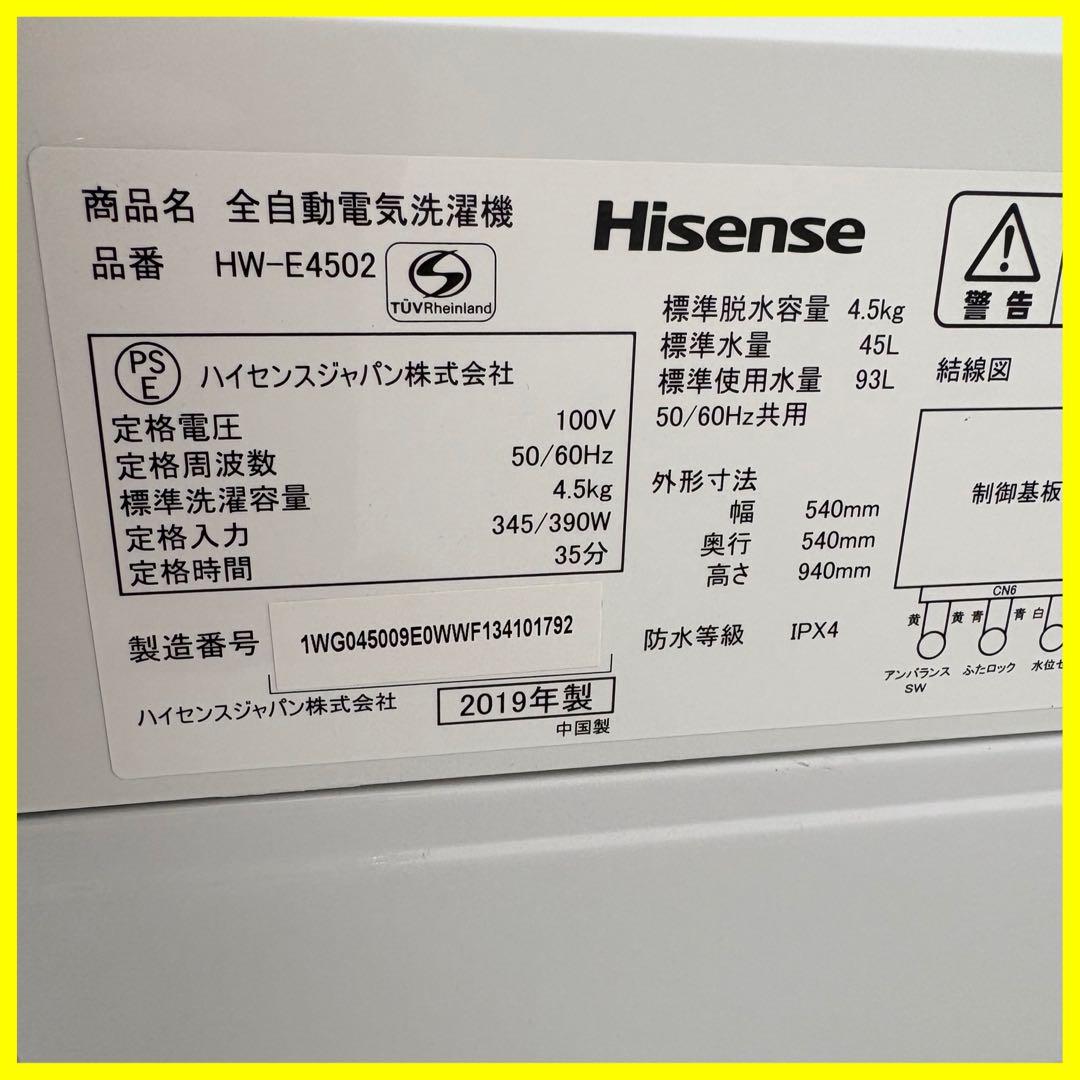 商品名 全自動電気洗濯機
品番 HW-E4502
TÜVRheinland
PS
E
ハイセンスジャパン株式会社
定格電圧 100V
定格周波数 50/60Hz
標準洗濯容量 4.5kg
定格入力 345/390W
定格時間 35分
製造番号 1WG045009E0WWF134101792
ハイセンスジャパン株式会社 2019年製
中国製
Hisense
標準脱水容量 4.5kg
標準水量 45L
標準使用水量 93L
50/60Hz共用
外形寸法
幅 540mm
奥行 540mm
高さ 940mm
防水等級 IPX4
警告
結線図
制御基板
CN6
黄 黄 青 青 白
アンバランス ふたロック 水位セ
SW